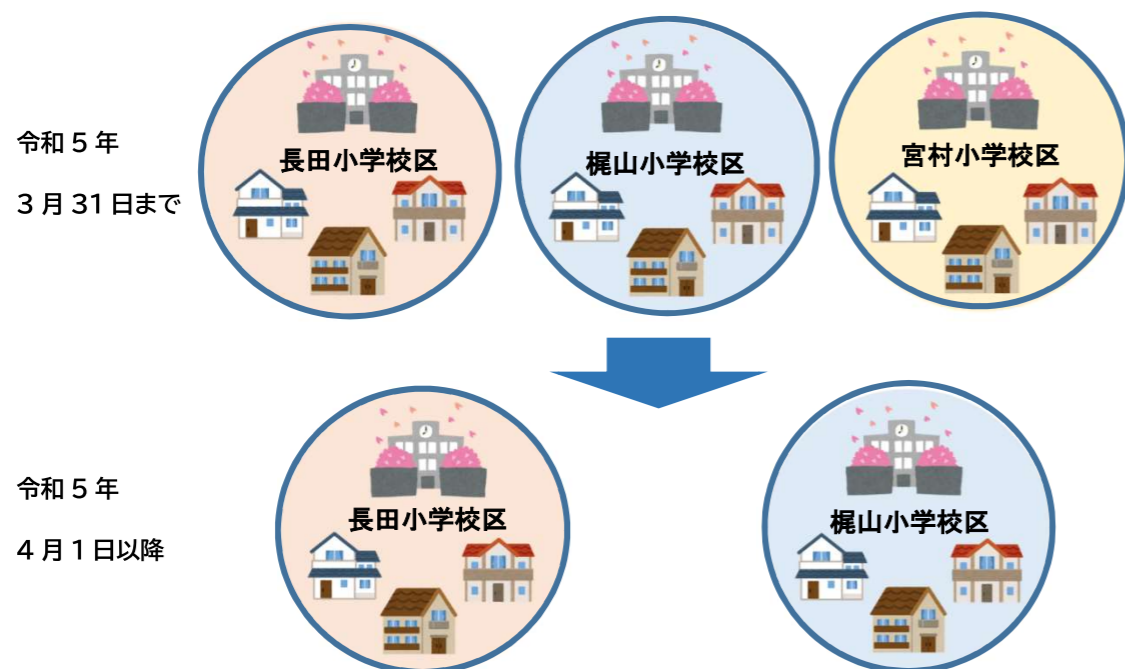 令和5年
3月31日まで
長田小学校区
梶山小学校区
宮村小学校区
令和5年
4月1日以降
長田小学校区
梶山小学校区